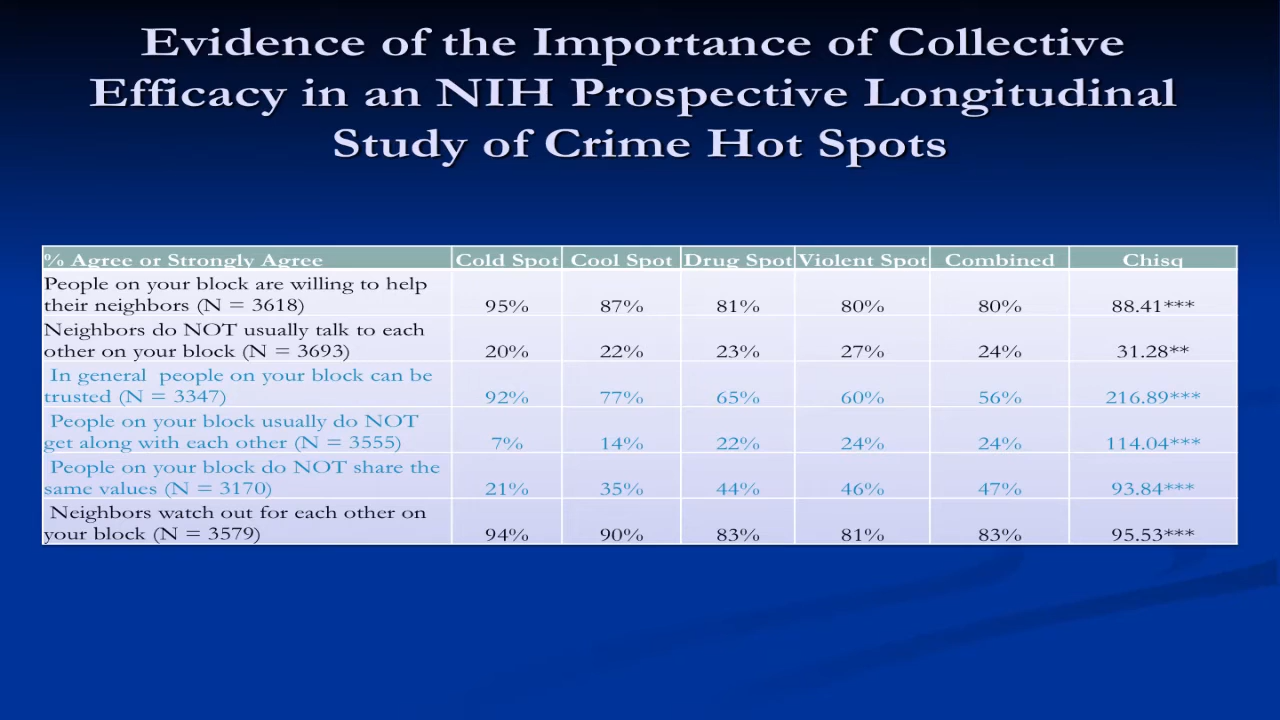 Evidence of the Importance of Collective
Efficacy in an NIH Prospective Longitudinal
Study of Crime Hot Spots
% Agree or Strongly Agree Cold Spot Cool Spot Drug Spot Violent Spot Combined Chisq
People on your block are willing to help
their neighbors (N = 3618) 95% 87% 81% 80% 80% 88.41***
Neighbors do NOT usually talk to each
other on your block (N = 3693) 20% 22% 23% 27% 24% 31.28**
In general people on your block can be
trusted (N = 3347) 92% 77% 65% 60% 56% 216.89***
People on your block usually do NOT
get along with each other (N = 3555) 7% 14% 22% 24% 24% 114.04***
People on your block do NOT share the
same values (N = 3170) 21% 35% 44% 46% 47% 93.84***
Neighbors watch out for each other on
your block (N = 3579) 94% 90% 83% 81% 83% 95.53***